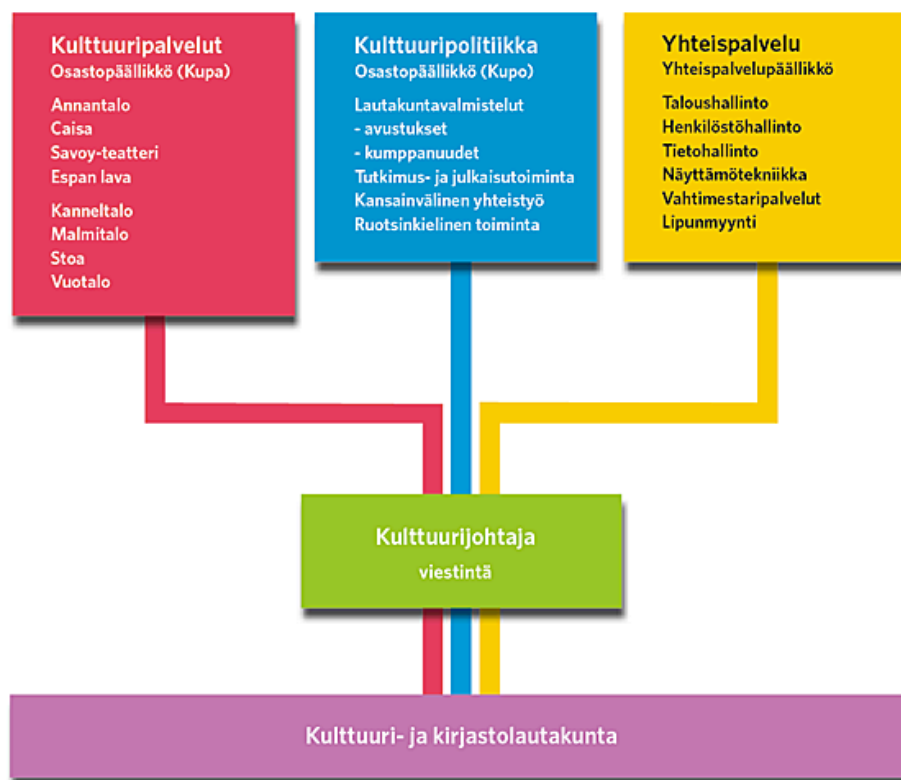 Kulttuuripalvelut
Osastopäällikkö (Kupa)
Annantalo
Caisa
Savoy-teatteri
Espan lava
Kanneltalo
Malmitalo
Stoa
Vuotalo
Kulttuuripolitiikka
Osastopäällikkö (Kupo)
Lautakuntavalmistelut
- avustukset
- kumppanuudet
Tutkimus- ja julkaisutoiminta
Kansainvälinen yhteistyö
Ruotsinkielinen toiminta
Yhteispalvelu
Yhteispalvelupäällikkö
Taloushallinto
Henkilöstöhallinto
Tietohallinto
Näyttämötekniikka
Vahtimestaripalvelut
Lipunmyynti
Kulttuurijohtaja
viestintä
Kulttuuri- ja kirjastolautakunta